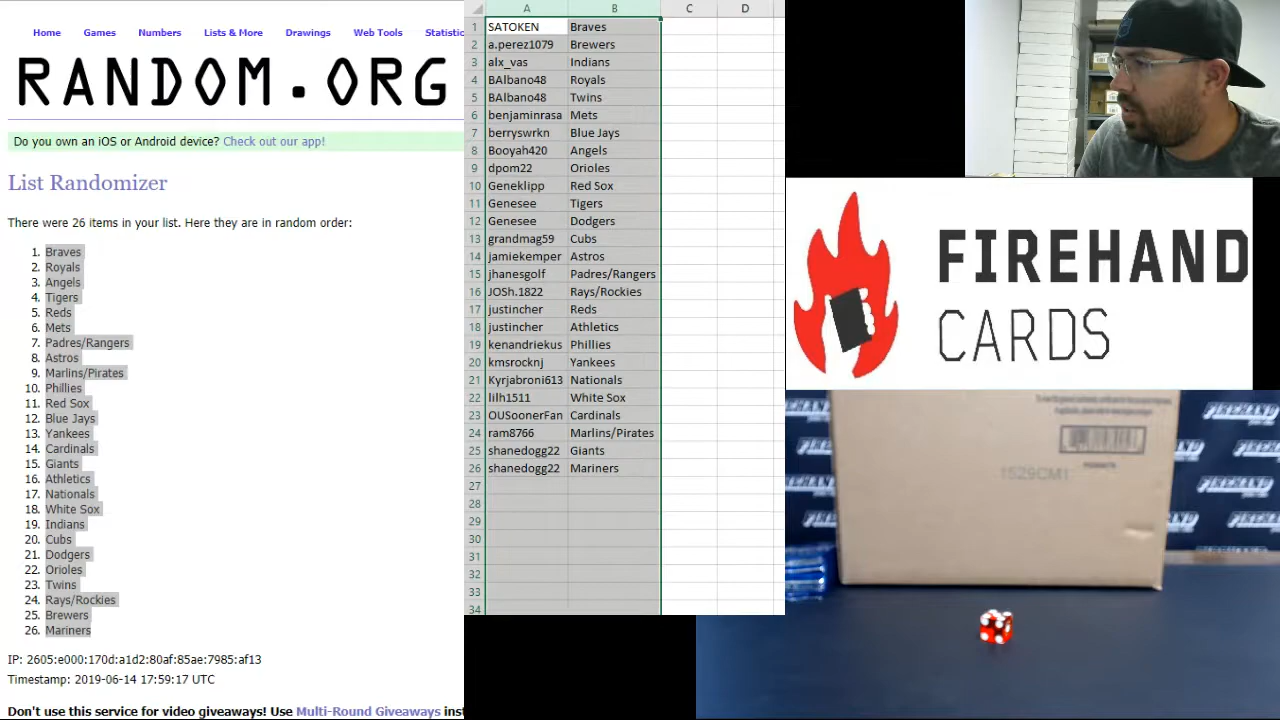 Home Games Numbers Lists & More Drawings Web Tools Statistic
RANDOM.ORG
Do you own an iOS or Android device? Check out our app!
List Randomizer
There were 26 items in your list. Here they are in random order:
1. Braves
2. Royals
3. Angels
4. Tigers
5. Reds
6. Mets
7. Padres/Rangers
8. Astros
9. Marlins/Pirates
10. Phillies
11. Red Sox
12. Blue Jays
13. Yankees
14. Cardinals
15. Giants
16. Athletics
17. Nationals
18. White Sox
19. Indians
20. Cubs
21. Dodgers
22. Orioles
23. Twins
24. Rays/Rockies
25. Brewers
26. Mariners
IP: 2605:e000:170d:a1d2:80af:85ae:7985:af13
Timestamp: 2019-06-14 17:59:17 UTC
Don't use this service for video giveaways! Use Multi-Round Giveaways inst
A B C D
1 SATOKEN Braves
2 a.perez1079 Brewers
3 alx_vas Indians
4 BAlbano48 Royals
5 BAlbano48 Twins
6 benjaminrasa Mets
7 berryswrkn Blue Jays
8 Booyah420 Angels
9 dpom22 Orioles
10 Geneklipp Red Sox
11 Genesee Tigers
12 Genesee Dodgers
13 grandmag59 Cubs
14 jamiekemper Astros
15 jhanesgolf Padres/Rangers
16 JOSh.1822 Rays/Rockies
17 justincher Reds
18 justincher Athletics
19 kenandriekus Phillies
20 kmsrocknj Yankees
21 Kyrjabroni613 Nationals
22 lilh1511 White Sox
23 OUSoonerFan Cardinals
24 ram8766 Marlins/Pirates
25 shanedogg22 Giants
26 shanedogg22 Mariners
27
28
29
30
31
32
33
34
FIREHAND
CARDS
1529CM1
FIREHAND